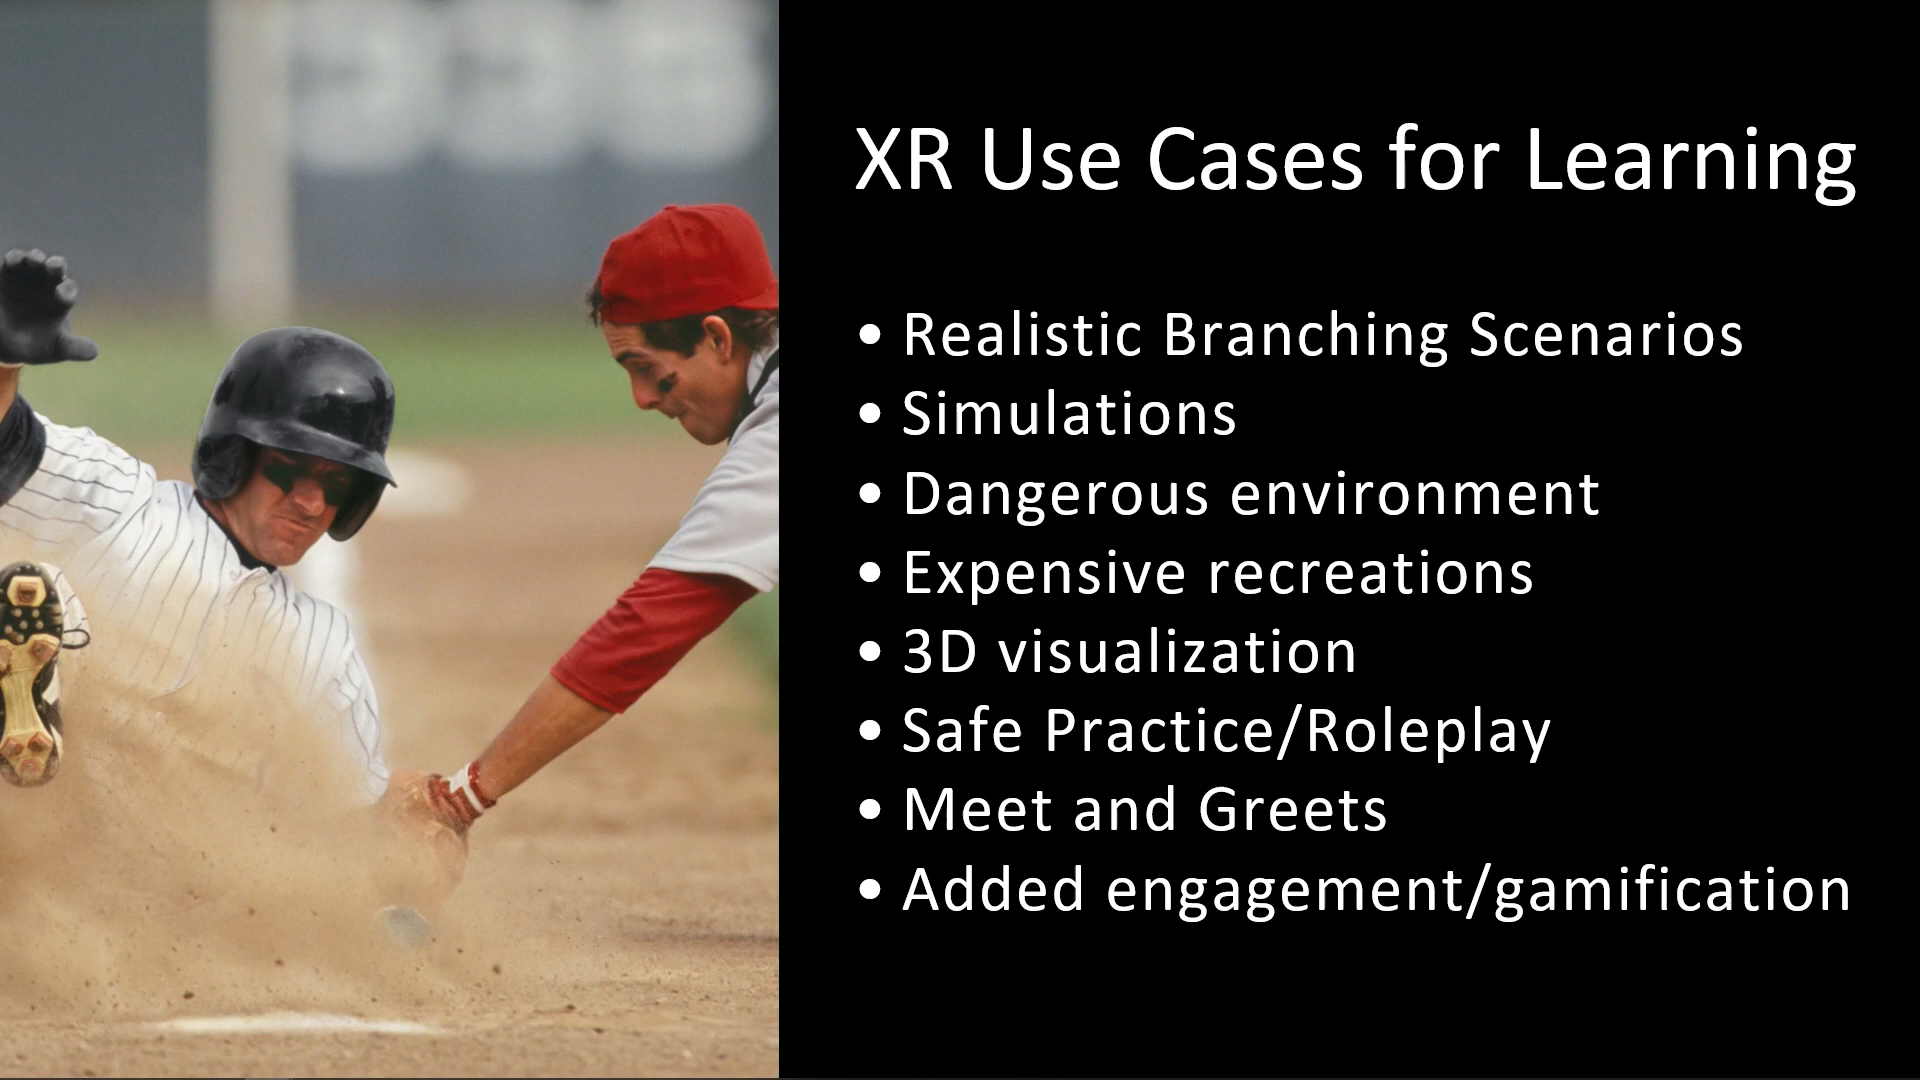 XR Use Cases for Learning
• Realistic Branching Scenarios
• Simulations
• Dangerous environment
• Expensive recreations
• 3D visualization
• Safe Practice/Roleplay
• Meet and Greets
• Added engagement/gamification